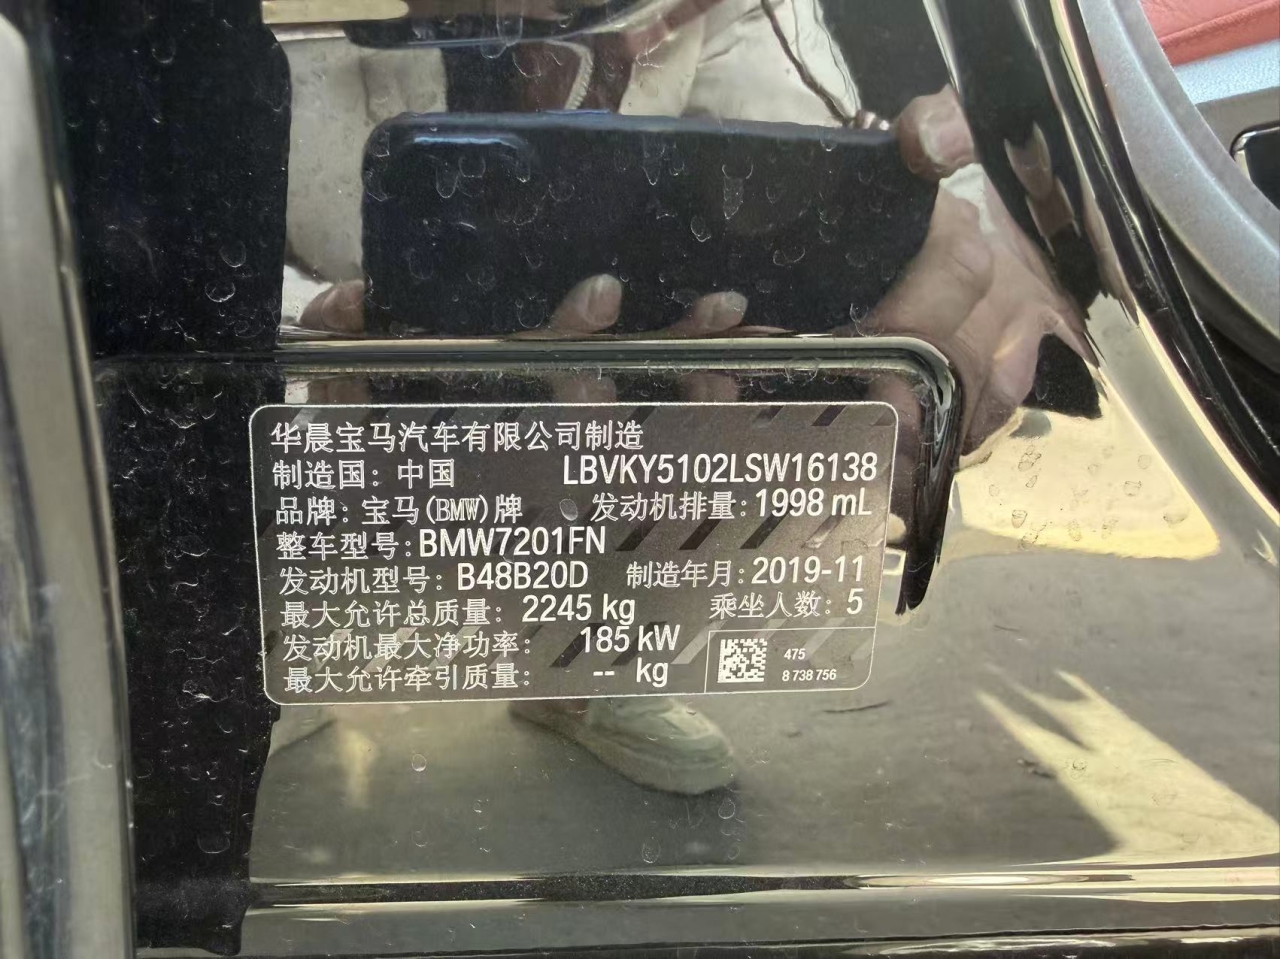 华晨宝马汽车有限公司制造
制造国：中国 LBVKY5102LSW16138
品牌：宝马(BMW)牌 发动机排量：1998 mL
整车型号：BMW7201FN
发动机型号：B48B20D 制造年月：2019-11
最大允许总质量：2245 kg 乘坐人数：5
发动机最大净功率：185 kW
最大允许牵引质量：-- kg
475
8 738 756